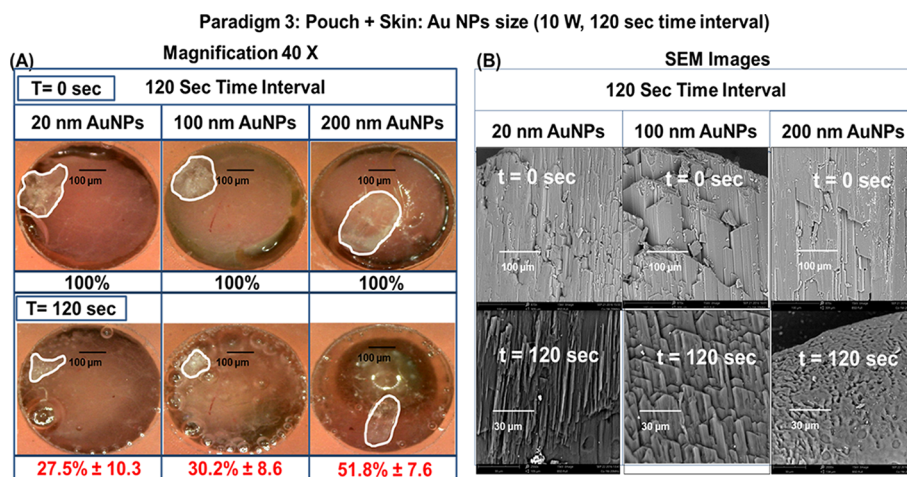 Paradigm 3: Pouch + Skin: Au NPs size (10 W, 120 sec time interval)
(A)
Magnification 40 X
T= 0 sec
120 Sec Time Interval
20 nm AuNPs
100 nm AuNPs
200 nm AuNPs
100 µm
100 µm
100 µm
100%
100%
100%
T= 120 sec
100 µm
100 µm
100 µm
27.5% ± 10.3
30.2% ± 8.6
51.8% ± 7.6
(B)
SEM Images
120 Sec Time Interval
20 nm AuNPs
100 nm AuNPs
200 nm AuNPs
t = 0 sec
t = 0 sec
t = 0 sec
100 µm
100 µm
100 µm
t = 120 sec
t = 120 sec
t = 120 sec
30 µm
30 µm
30 µm